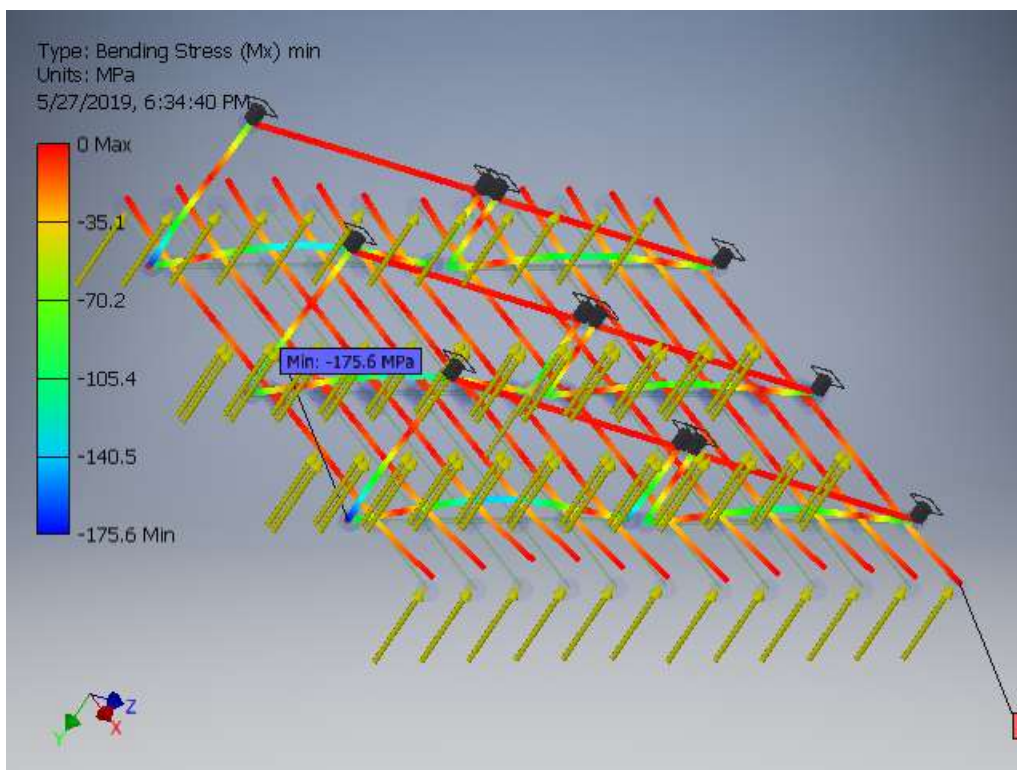 Type: Bending Stress (Mx) min
Units: MPa
5/27/2019, 6:34:40 PM
0 Max
-35.1
-70.2
-105.4
-140.5
-175.6 Min
Min: -175.6 MPa
Z
X
Y